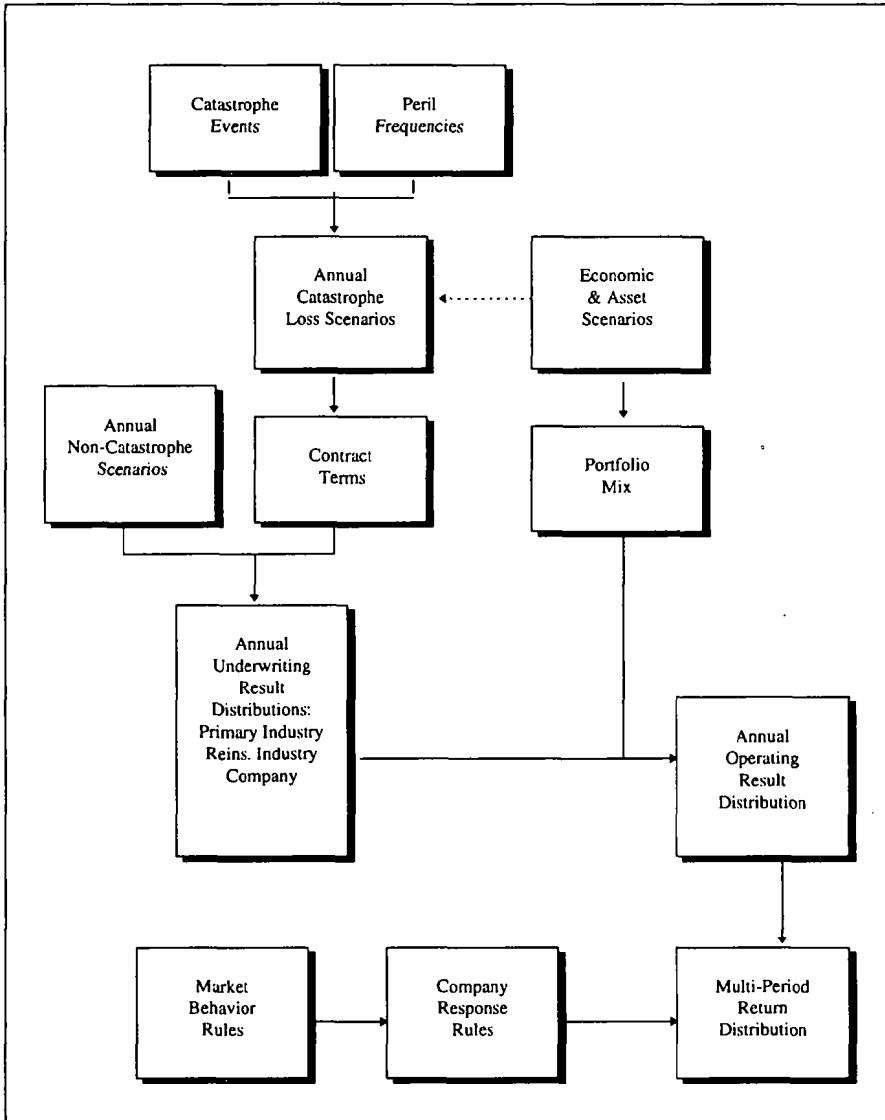 Catastrophe
Events
Peril
Frequencies
Annual
Catastrophe
Loss Scenarios
Economic
& Asset
Scenarios
Annual
Non-Catastrophe
Scenarios
Contract
Terms
Portfolio
Mix
Annual
Underwriting
Result
Distributions:
Primary Industry
Reins. Industry
Company
Annual
Operating
Result
Distribution
Market
Behavior
Rules
Company
Response
Rules
Multi-Period
Return
Distribution